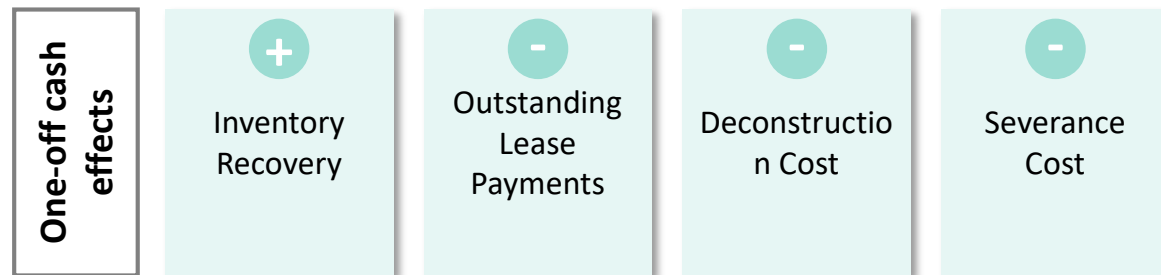 One-off cash
effects
+
Inventory
Recovery
-
Outstanding
Lease
Payments
-
Deconstructio
n Cost
-
Severance
Cost